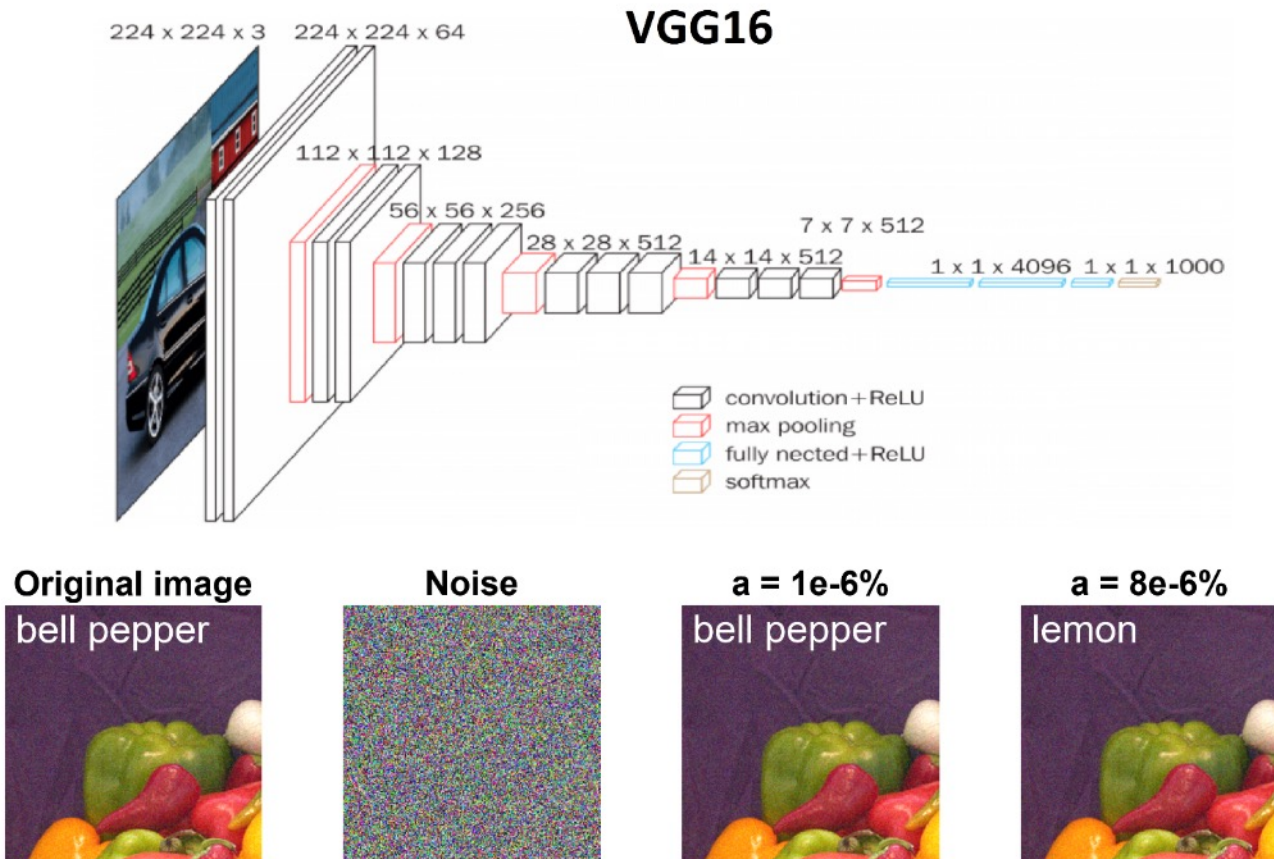 VGG16
224 x 224 x 3
224 x 224 x 64
112 x 112 x 128
56 x 56 x 256
28 x 28 x 512
14 x 14 x 512
7 x 7 x 512
1 x 1 x 4096
1 x 1 x 1000
convolution+ReLU
max pooling
fully nected+ReLU
softmax
Original image
bell pepper
Noise
a = 1e-6%
bell pepper
a = 8e-6%
lemon